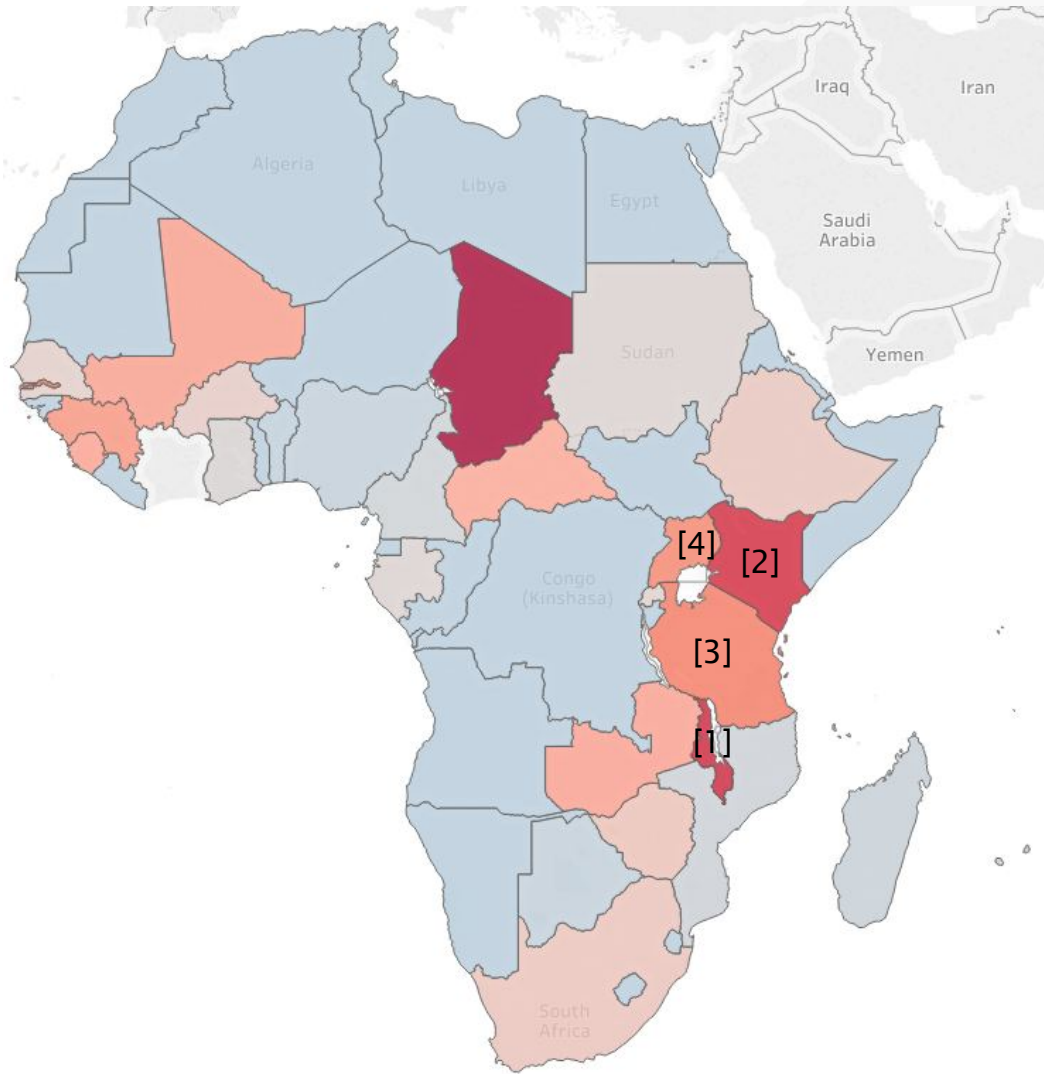 Iraq
Iran
Algeria
Libya
Egypt
Saudi
Arabia
Sudan
Yemen
[4]
[2]
Congo
(Kinshasa)
[3]
[1]
South
Africa